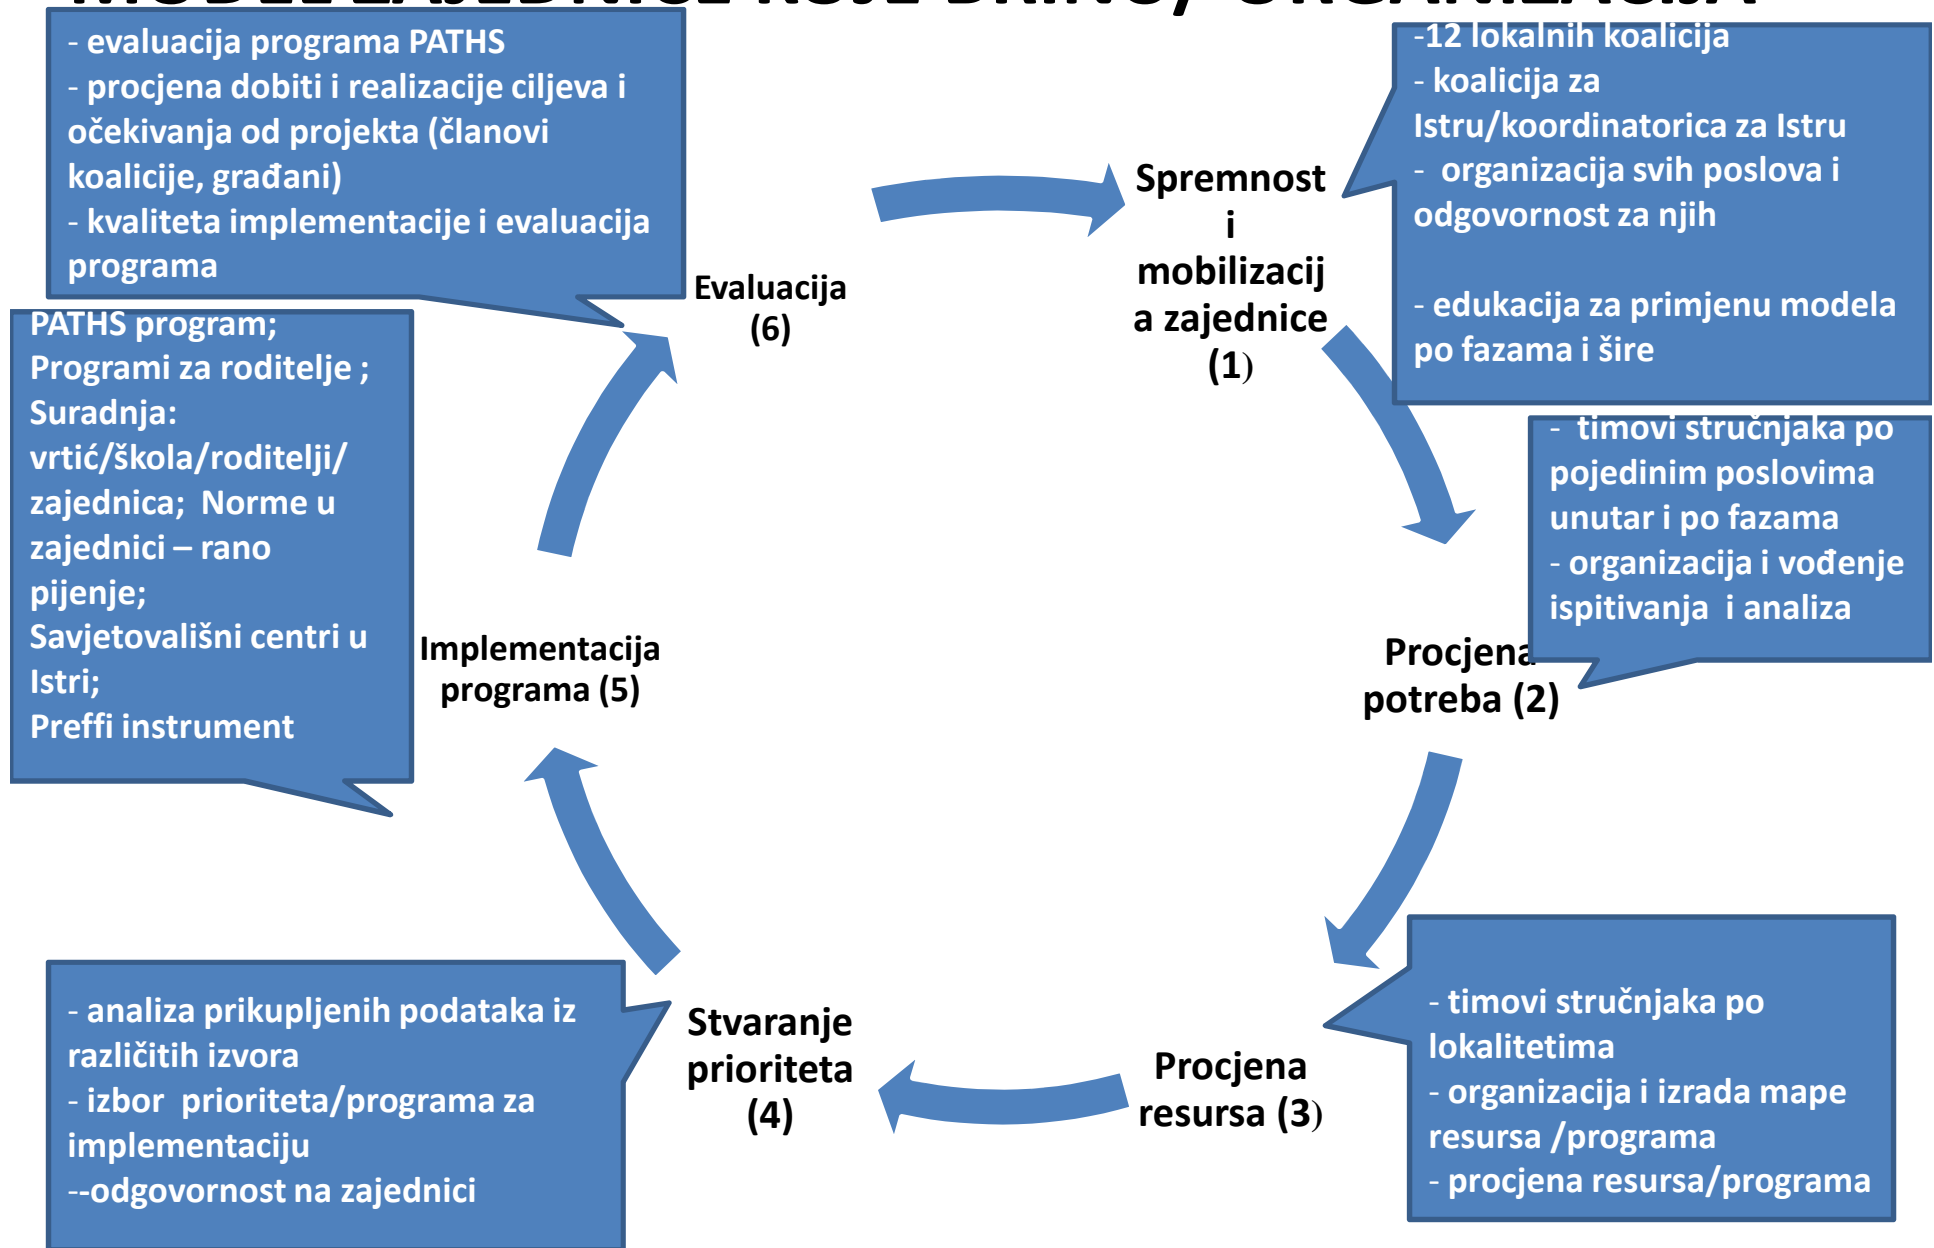 MODEL ZAJEDNICE KOJE BRINU/ ORGANIZACIJA
- evaluacija programa PATHS
- procjena dobiti i realizacije ciljeva i
očekivanja od projekta (članovi
koalicije, građani)
- kvaliteta implementacije i evaluacija
programa
-12 lokalnih koalicija
- koalicija za
Istru/koordinatorica za Istru
- organizacija svih poslova i
odgovornost za njih
- edukacija za primjenu modela
po fazama i šire
Spremnost
i
mobilizacij
a zajednice
(1)
Evaluacija
(6)
PATHS program;
Programi za roditelje ;
Suradnja:
vrtić/škola/roditelji/
zajednica; Norme u
zajednici – rano
pijenje;
Savjetovališni centri u
Istri;
Preffi instrument
- timovi stručnjaka po
pojedinim poslovima
unutar i po fazama
- organizacija i vođenje
ispitivanja i analiza
Implementacija
programa (5)
Procjena
potreba (2)
- analiza prikupljenih podataka iz
različitih izvora
- izbor prioriteta/programa za
implementaciju
--odgovornost na zajednici
Stvaranje
prioriteta
(4)
Procjena
resursa (3)
- timovi stručnjaka po
lokalitetima
- organizacija i izrada mape
resursa /programa
- procjena resursa/programa